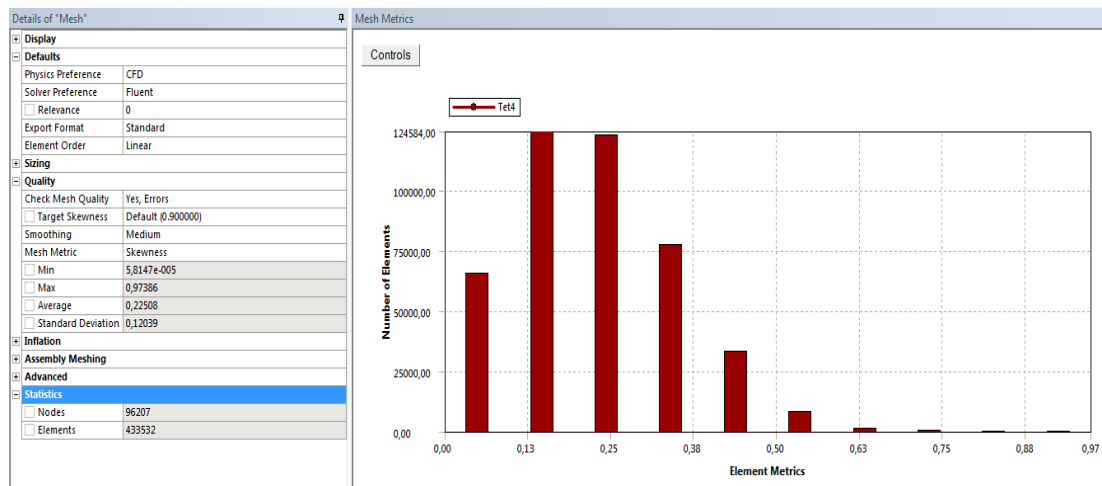 Details of "Mesh"
Display
Defaults
Physics Preference CFD
Solver Preference Fluent
Relevance 0
Export Format Standard
Element Order Linear
Sizing
Quality
Check Mesh Quality Yes, Errors
Target Skewness Default (0.900000)
Smoothing Medium
Mesh Metric Skewness
Min 5,8147e-005
Max 0,97386
Average 0,22508
Standard Deviation 0,12039
Inflation
Assembly Meshing
Advanced
Statistics
Nodes 96207
Elements 433532
Mesh Metrics
Controls
Tet4
124584,00
100000,00
75000,00
50000,00
25000,00
0,00
Number of Elements
0,00 0,13 0,25 0,38 0,50 0,63 0,75 0,88 0,97
Element Metrics